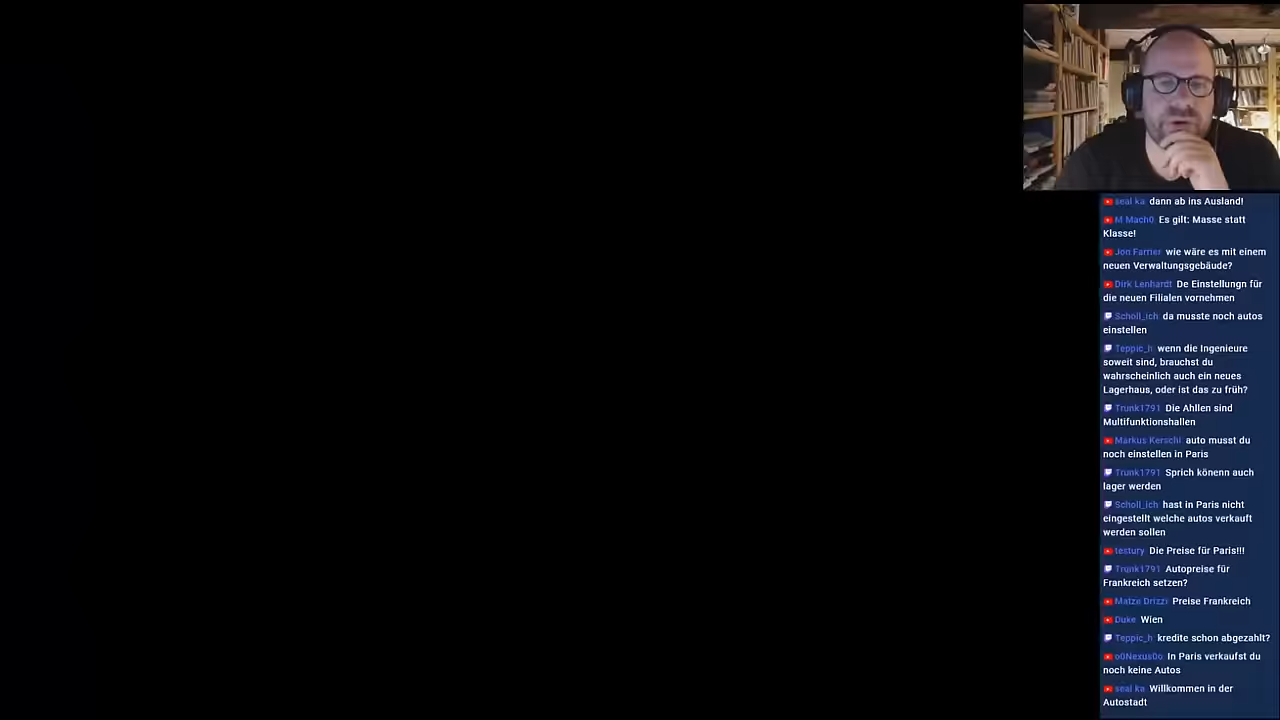 seal ka dann ab ins Ausland!
M Mach0 Es gilt: Masse statt
Klasse!
Jon Farrier wie wäre es mit einem
neuen Verwaltungsgebäude?
Dirk Lenhardt De Einstellungn für
die neuen Filialen vornehmen
Scholl_ich da musste noch autos
einstellen
Teppic_h wenn die Ingenieure
soweit sind, brauchst du
wahrscheinlich auch ein neues
Lagerhaus, oder ist das zu früh?
Trunk1791 Die Ahllen sind
Multifunktionshallen
Markus Kerschl auto musst du
noch einstellen in Paris
Trunk1791 Sprich könenn auch
lager werden
Scholl_ich hast in Paris nicht
eingestellt welche autos verkauft
werden sollen
testury Die Preise für Paris!!!
Trunk1791 Autopreise für
Frankreich setzen?
Matze Drizzi Preise Frankreich
Duke Wien
Teppic_h kredite schon abgezahlt?
o0Nexus0o In Paris verkaufst du
noch keine Autos
seal ka Willkommen in der
Autostadt